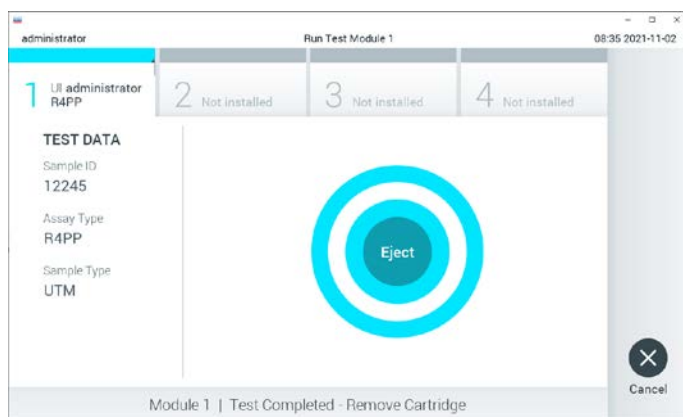 administrator Run Test Module 1 08:35 2021-11-02
1 UI administrator
R4PP
2 Not installed
3 Not installed
4 Not installed
TEST DATA
Sample ID
12245
Assay Type
R4PP
Sample Type
UTM
Eject
Cancel
Module 1 | Test Completed - Remove Cartridge